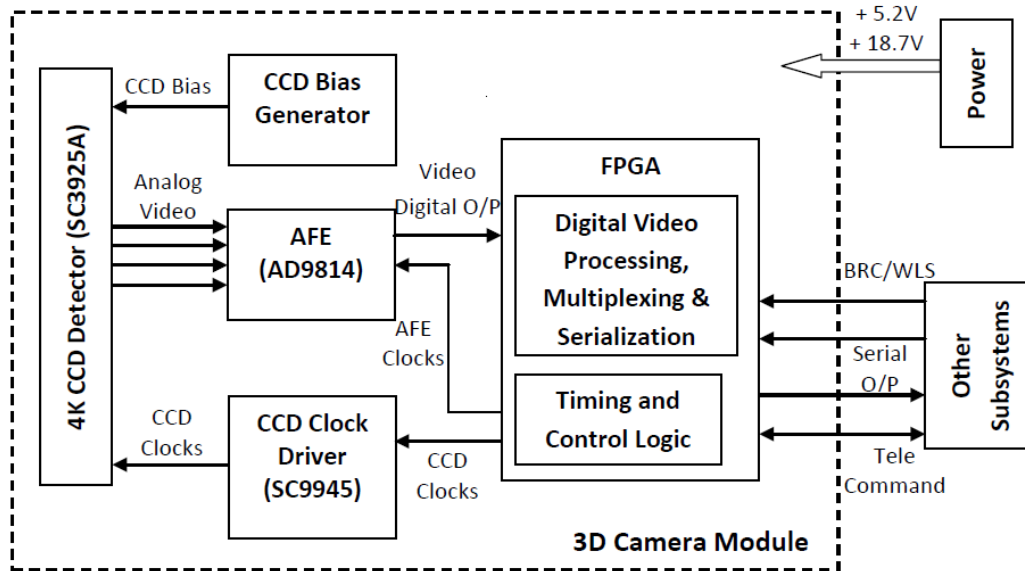 + 5.2V
+ 18.7V
Power
4K CCD Detector (SC3925A)
CCD Bias
CCD Bias
Generator
Analog
Video
AFE
(AD9814)
Video
Digital O/P
AFE
Clocks
CCD
Clocks
CCD Clock
Driver
(SC9945)
CCD
Clocks
FPGA
Digital Video
Processing,
Multiplexing &
Serialization
Timing and
Control Logic
BRC/WLS
Serial
O/P
Tele
Command
Other
Subsystems
3D Camera Module